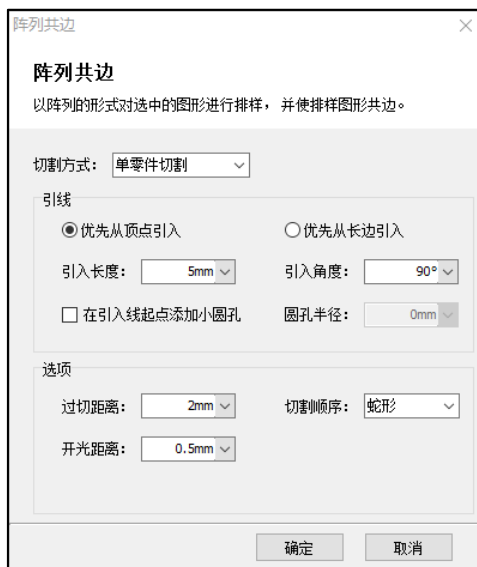 阵列共边
阵列共边
以阵列的形式对选中的图形进行排样，并使排样图形共边。
切割方式： 单零件切割
引线
优先从顶点引入 优先从长边引入
引入长度： 5mm 引入角度： 90°
在引入线起点添加小圆孔 圆孔半径： 0mm
选项
过切距离： 2mm 切割顺序： 蛇形
开光距离： 0.5mm
确定 取消